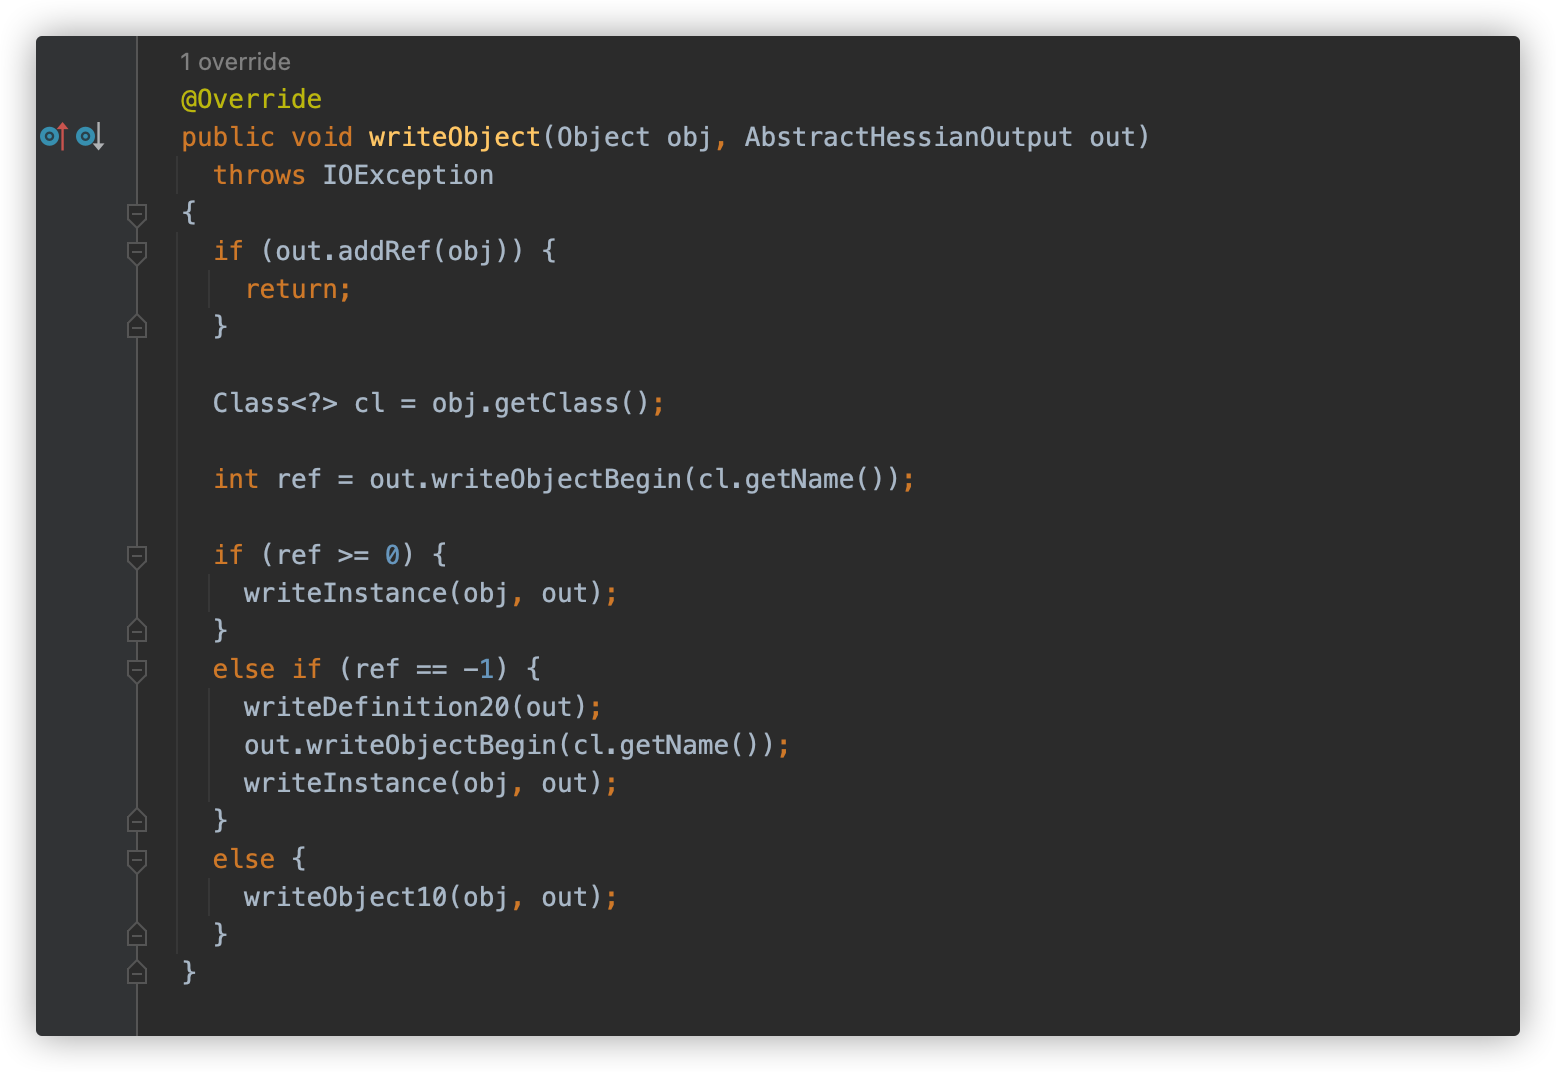 1 override
@Override
public void writeObject(Object obj, AbstractHessianOutput out)
  throws IOException
{
  if (out.addRef(obj)) {
    return;
  }

  Class<?> cl = obj.getClass();

  int ref = out.writeObjectBegin(cl.getName());

  if (ref >= 0) {
    writeInstance(obj, out);
  }
  else if (ref == -1) {
    writeDefinition20(out);
    out.writeObjectBegin(cl.getName());
    writeInstance(obj, out);
  }
  else {
    writeObject10(obj, out);
  }
}